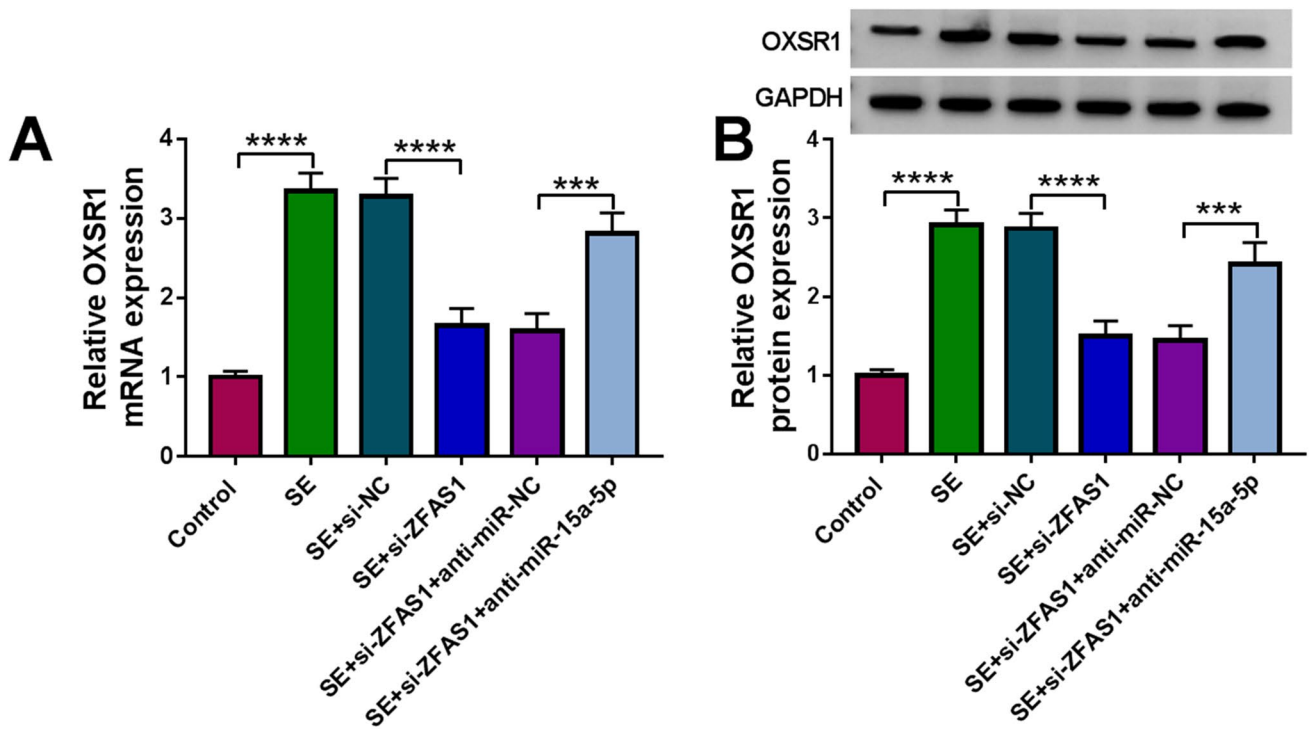 A
Relative OXSR1
mRNA expression
4
3
2
1
0
****
****
***
Control
SE
SE+si-NC
SE+si-ZFAS1
SE+si-ZFAS1+anti-miR-NC
SE+si-ZFAS1+anti-miR-15a-5p
OXSR1
GAPDH
B
Relative OXSR1
protein expression
4
3
2
1
0
****
****
***
Control
SE
SE+si-NC
SE+si-ZFAS1
SE+si-ZFAS1+anti-miR-NC
SE+si-ZFAS1+anti-miR-15a-5p